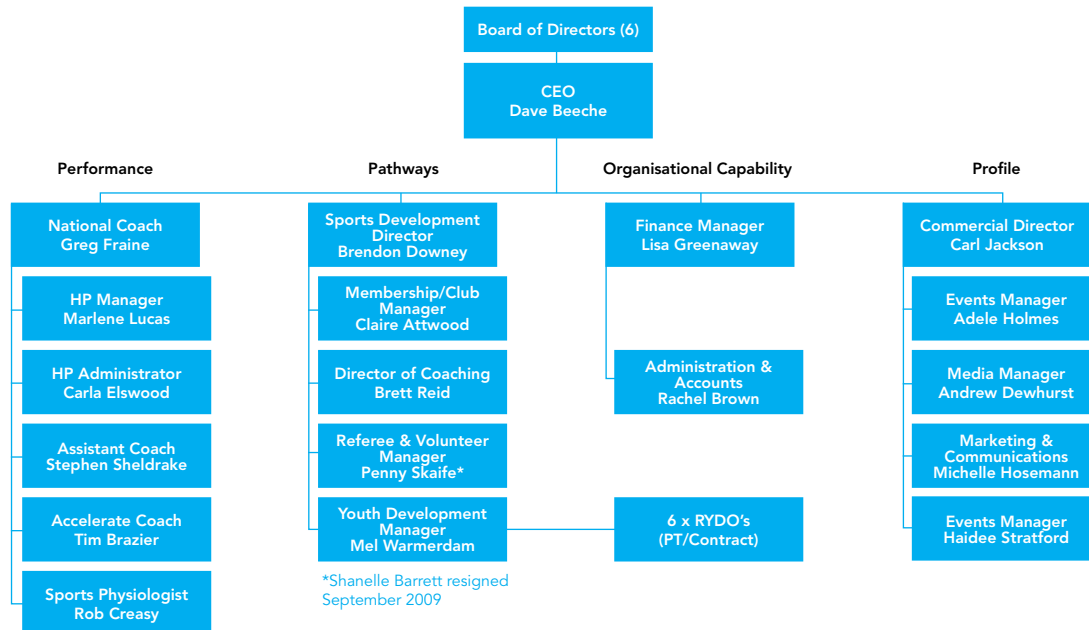 Board of Directors (6)
CEO
Dave Beeche
Performance
Pathways
Organisational Capability
Profile
National Coach
Greg Fraine
Sports Development
Director
Brendon Downey
Finance Manager
Lisa Greenaway
Commercial Director
Carl Jackson
HP Manager
Marlene Lucas
Membership/Club
Manager
Claire Attwood
Events Manager
Adele Holmes
HP Administrator
Carla Elswood
Director of Coaching
Brett Reid
Administration &
Accounts
Rachel Brown
Media Manager
Andrew Dewhurst
Assistant Coach
Stephen Sheldrake
Referee & Volunteer
Manager
Penny Skaife*
Marketing &
Communications
Michelle Hosemann
Accelerate Coach
Tim Brazier
Youth Development
Manager
Mel Warmerdam
6 x RYDO's
(PT/Contract)
Events Manager
Haidee Stratford
*Shanelle Barrett resigned
September 2009
Sports Physiologist
Rob Creasy